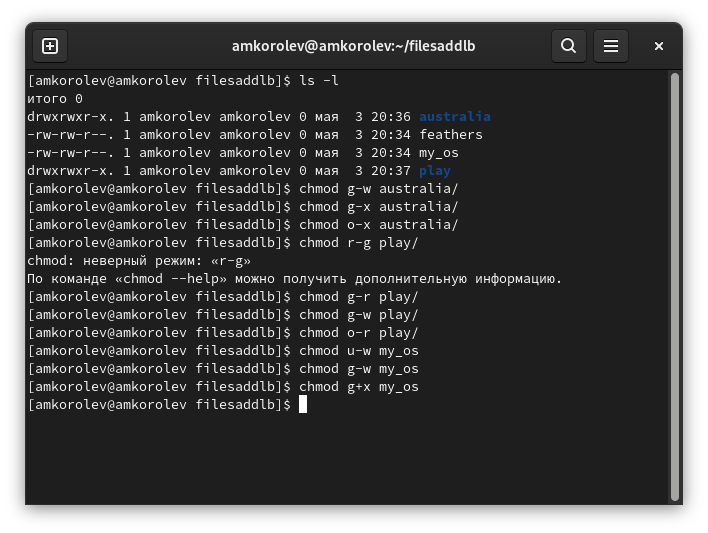 amkorolev@amkorolev:~/filesaddlb
[amkorolev@amkorolev filesaddlb]$ ls -l
итого 0
drwxrwxr-x. 1 amkorolev amkorolev 0 мая  3 20:36 australia
-rw-rw-r--. 1 amkorolev amkorolev 0 мая  3 20:34 feathers
-rw-rw-r--. 1 amkorolev amkorolev 0 мая  3 20:34 my_os
drwxrwxr-x. 1 amkorolev amkorolev 0 мая  3 20:37 play
[amkorolev@amkorolev filesaddlb]$ chmod g-w australia/
[amkorolev@amkorolev filesaddlb]$ chmod g-x australia/
[amkorolev@amkorolev filesaddlb]$ chmod o-x australia/
[amkorolev@amkorolev filesaddlb]$ chmod r-g play/
chmod: неверный режим: «r-g»
По команде «chmod --help» можно получить дополнительную информацию.
[amkorolev@amkorolev filesaddlb]$ chmod g-r play/
[amkorolev@amkorolev filesaddlb]$ chmod g-w play/
[amkorolev@amkorolev filesaddlb]$ chmod o-r play/
[amkorolev@amkorolev filesaddlb]$ chmod u-w my_os
[amkorolev@amkorolev filesaddlb]$ chmod g-w my_os
[amkorolev@amkorolev filesaddlb]$ chmod g+x my_os
[amkorolev@amkorolev filesaddlb]$